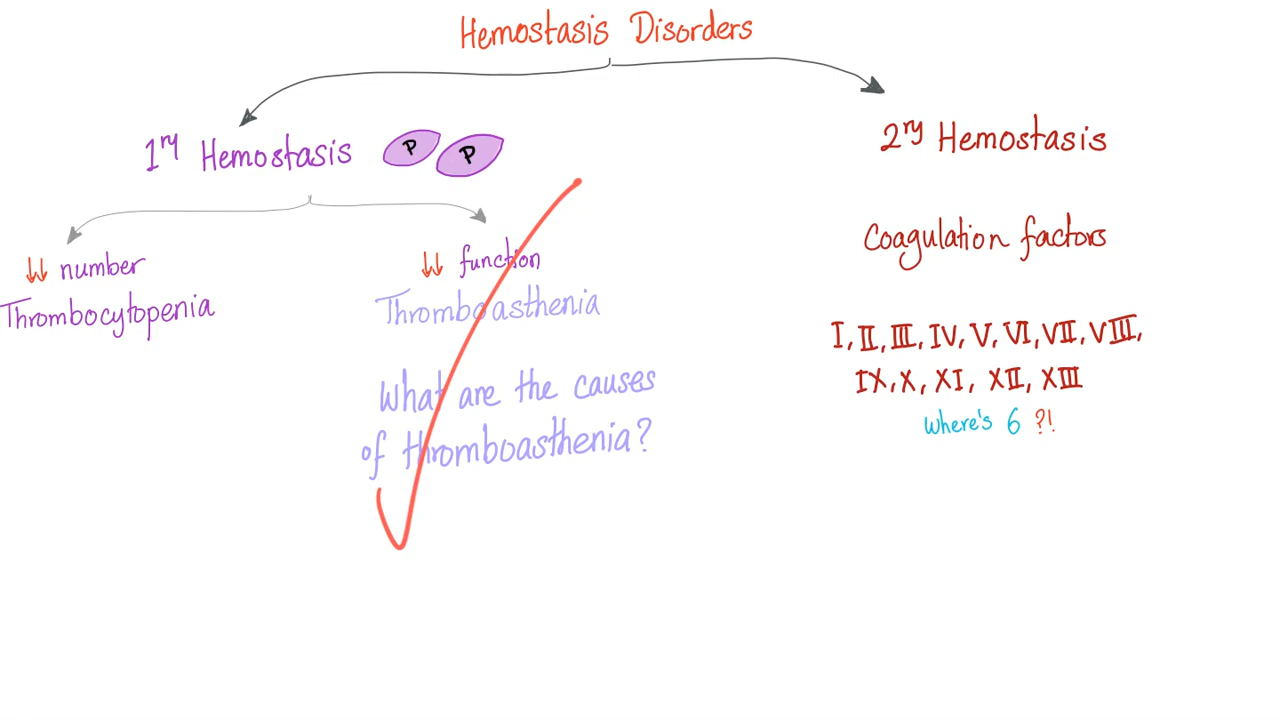 Hemostasis Disorders
1ry Hemostasis P P
↓↓ number
Thrombocytopenia
↓↓ function
Thromboasthenia
What are the causes
of thromboasthenia?
2ry Hemostasis
Coagulation factors
I, II, III, IV, V, VI, VII, VIII,
IX, X, XI, XII, XIII
Where's 6 ?!